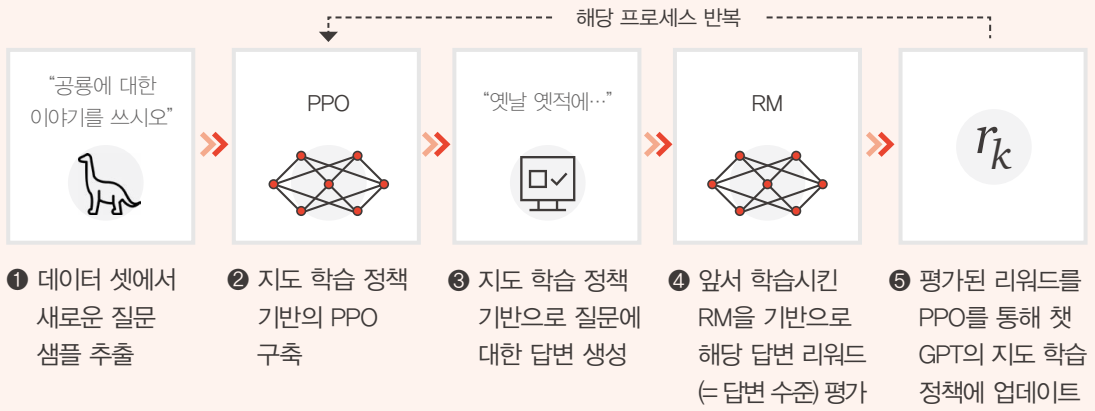 해당 프로세스 반복
“공룡에 대한
이야기를 쓰시오”
PPO
“옛날 옛적에…”
RM
rk
❶ 데이터 셋에서
새로운 질문
샘플 추출
❷ 지도 학습 정책
기반의 PPO
구축
❸ 지도 학습 정책
기반으로 질문에
대한 답변 생성
❹ 앞서 학습시킨
RM을 기반으로
해당 답변 리워드
(= 답변 수준) 평가
❺ 평가된 리워드를
PPO를 통해 챗
GPT의 지도 학습
정책에 업데이트